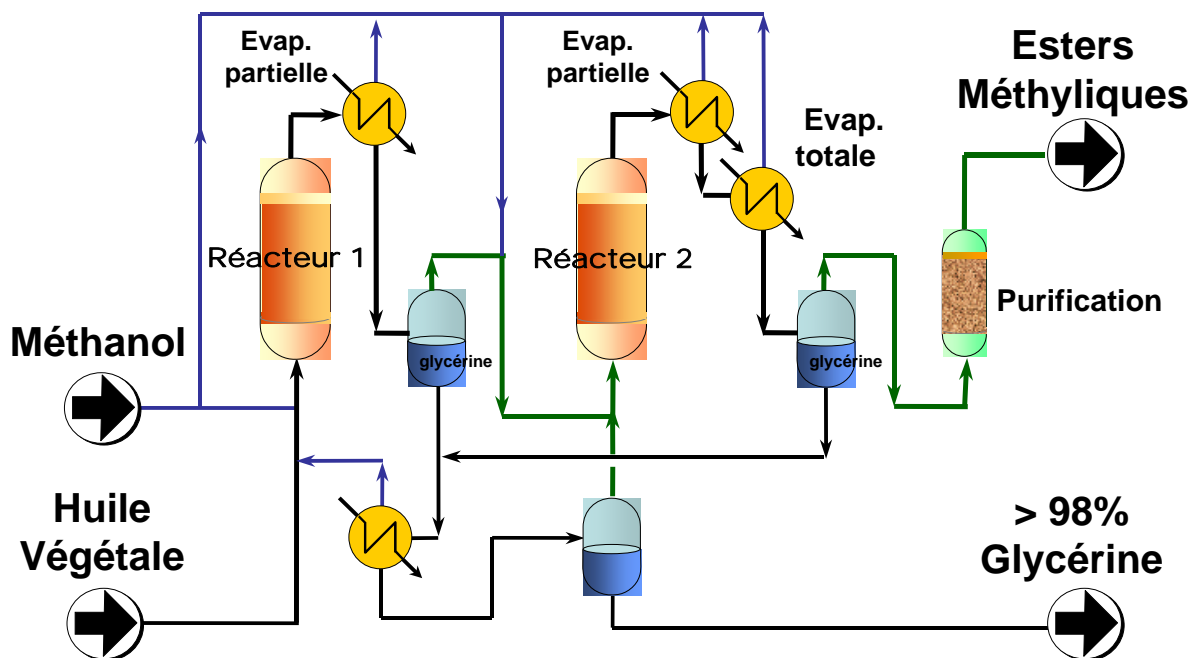 Evap.
partielle
Evap.
partielle
Esters
Méthyliques
Evap.
totale
Réacteur 1
Réacteur 2
Purification
Méthanol
glycérine
glycérine
Huile
Végétale
> 98%
Glycérine